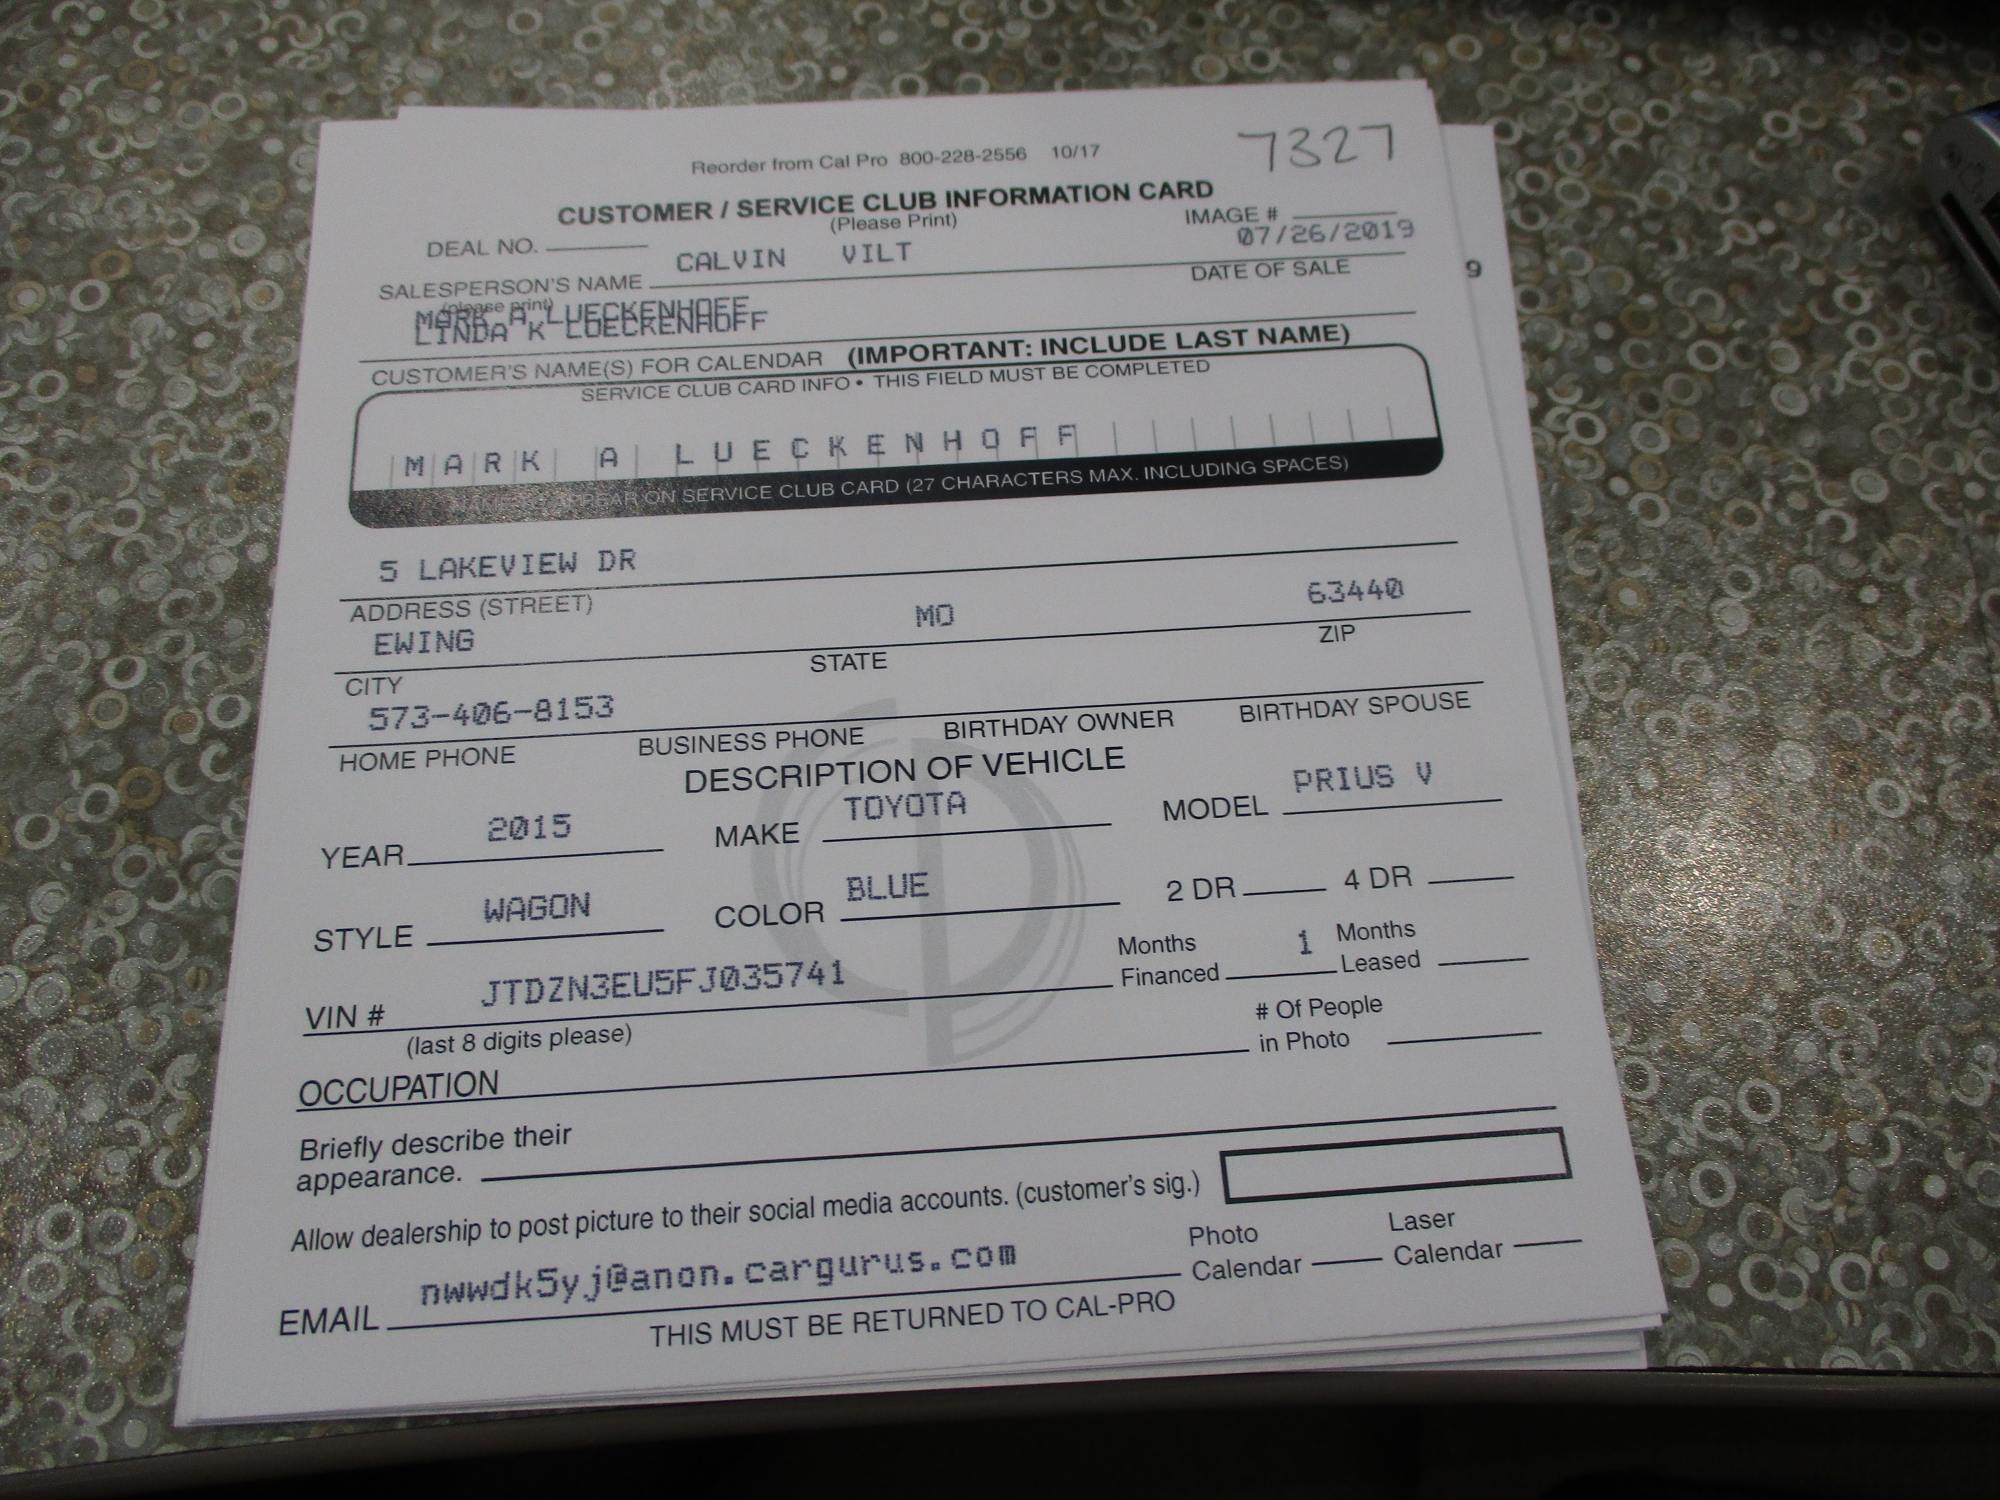 Reorder from Cal Pro 800-228-2556 10/17
7327
CUSTOMER / SERVICE CLUB INFORMATION CARD
(Please Print)
DEAL NO.
IMAGE #
CALVIN VILT
07/26/2019
SALESPERSON'S NAME
DATE OF SALE
(please print)
MARK A LUECKENHOFF
LINDA K LUECKENHOFF
CUSTOMER'S NAME(S) FOR CALENDAR (IMPORTANT: INCLUDE LAST NAME)
SERVICE CLUB CARD INFO • THIS FIELD MUST BE COMPLETED
MARK A LUECKENHOFF
APPEAR ON SERVICE CLUB CARD (27 CHARACTERS MAX. INCLUDING SPACES)
5 LAKEVIEW DR
ADDRESS (STREET)
EWING MO 63440
CITY STATE ZIP
573-406-8153
HOME PHONE BUSINESS PHONE BIRTHDAY OWNER BIRTHDAY SPOUSE
DESCRIPTION OF VEHICLE
YEAR 2015 MAKE TOYOTA MODEL PRIUS V
STYLE WAGON COLOR BLUE 2 DR 4 DR
VIN # JTDZN3EU5FJ035741 Months Financed 1 Months Leased
(last 8 digits please)
# Of People in Photo
OCCUPATION
Briefly describe their
appearance.
Allow dealership to post picture to their social media accounts. (customer's sig.)
EMAIL nwwdk5yj@anon.cargurus.com Photo Calendar Laser Calendar
THIS MUST BE RETURNED TO CAL-PRO
9